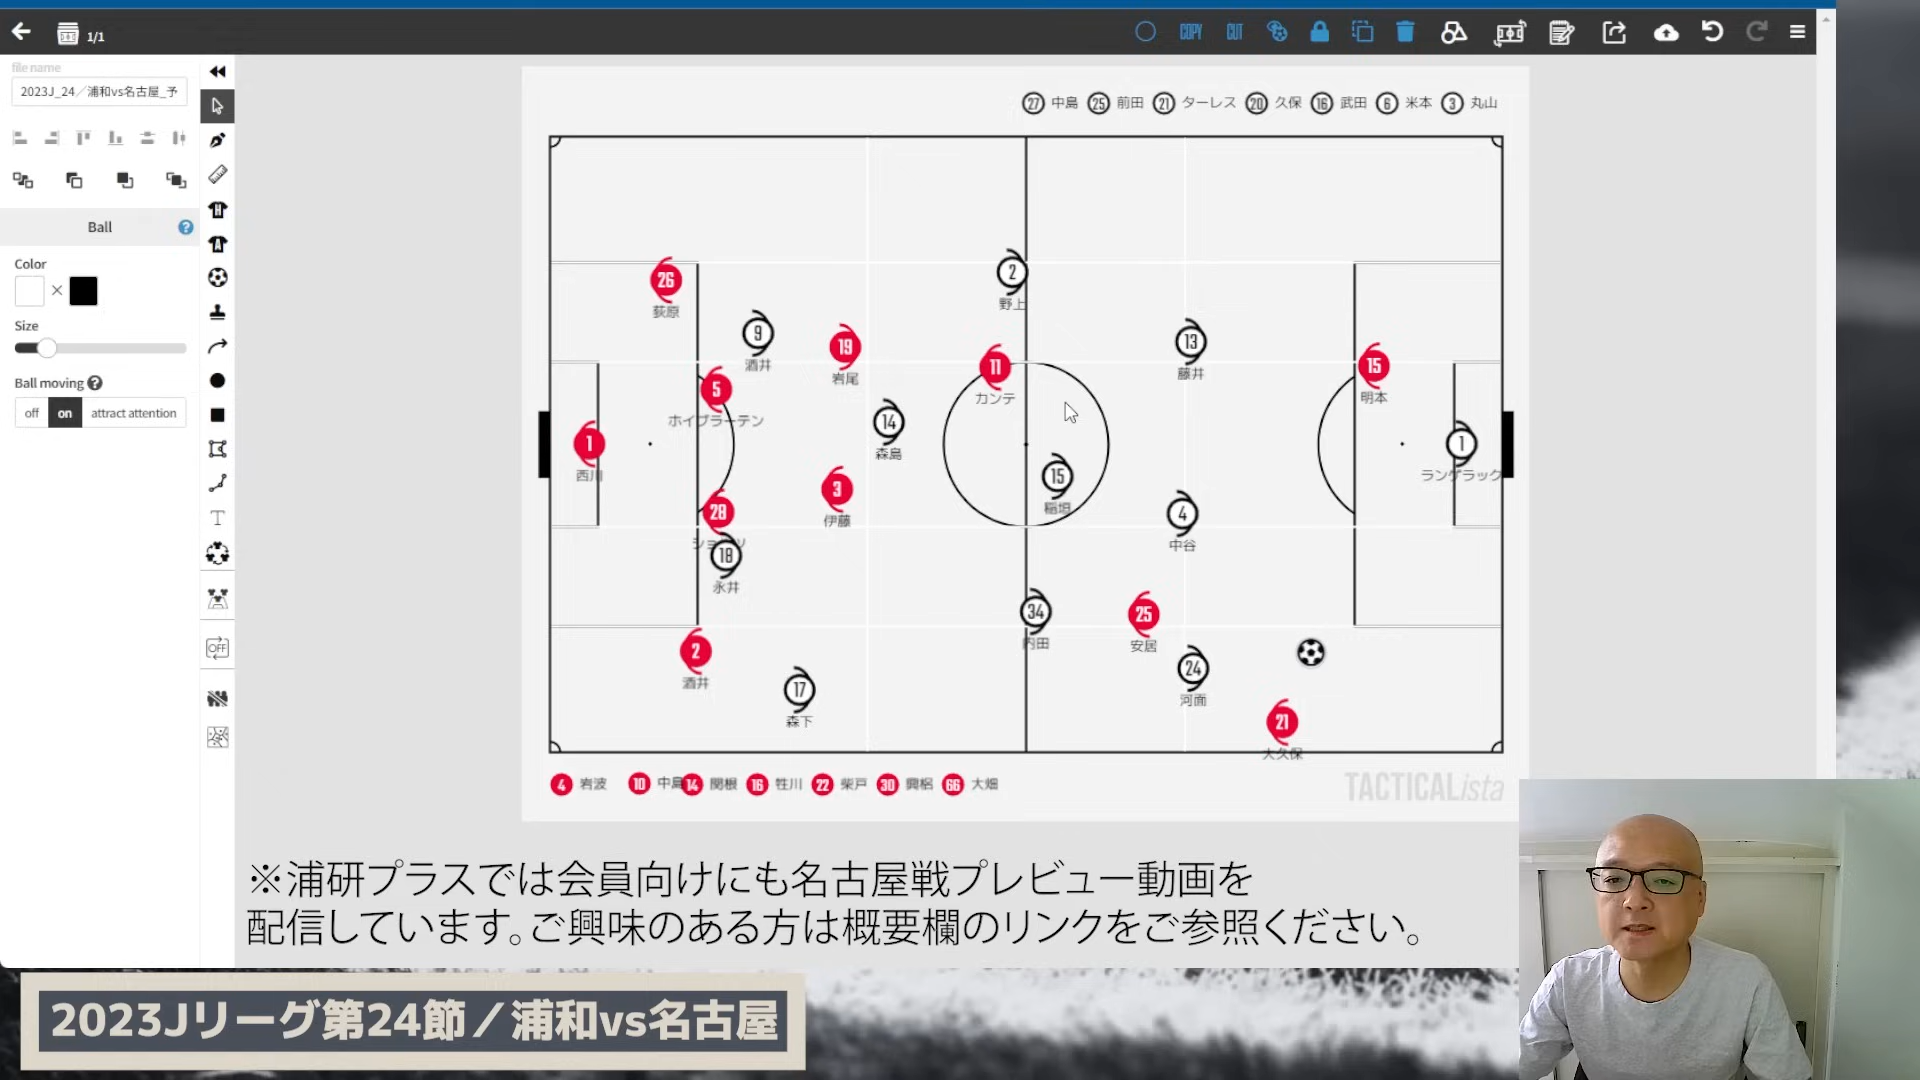 1/1
COPY
CUT
file name
2023J_24／浦和vs名古屋_予
Ball
Color
Size
Ball moving
off on attract attention
OFF
27 中島 25 前田 21 ターレス 20 久保 16 武田 6 米本 3 丸山
26
荻原
2
野上
9
酒井
19
岩尾
13
藤井
11
カンテ
15
明本
5
ホイブラーテン
14
森島
1
西川
1
ランゲラック
15
稲垣
3
伊藤
28
4
中谷
18
永井
34
内田
25
安居
2
酒井
24
河面
17
森下
21
大久保
4 岩波 10 中島 14 関根 16 牲川 22 柴戸 30 興梠 66 大畑
TACTICALista
※浦研プラスでは会員向けにも名古屋戦プレビュー動画を
配信しています。ご興味のある方は概要欄のリンクをご参照ください。
2023Jリーグ第24節／浦和vs名古屋